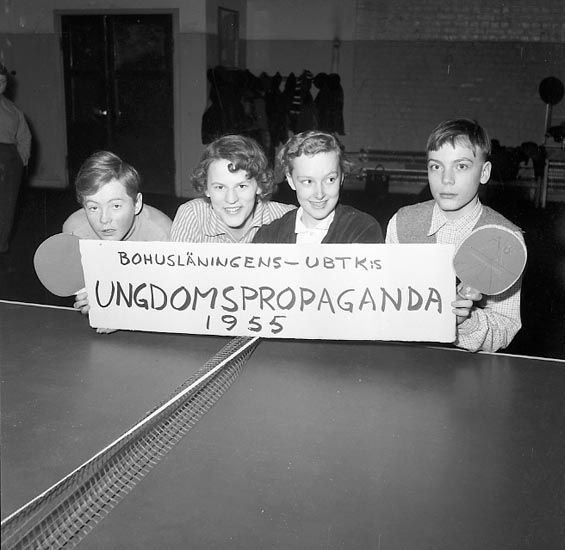 BOHUSLÄNINGENS-UBTK:s
UNGDOMSPROPAGANDA
1955